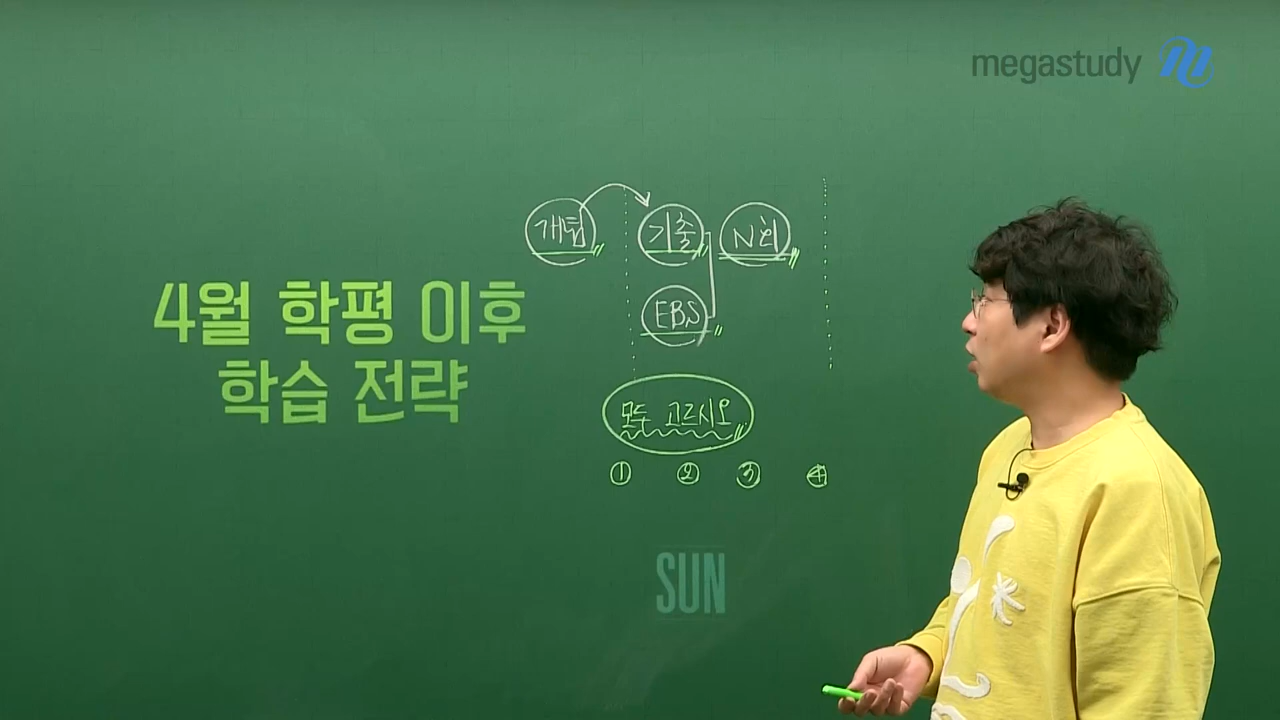 megastudy
개념 기출 N회
4월 학평 이후
EBS
학습 전략
모두 고르시오
① ② ③ ④
SUN